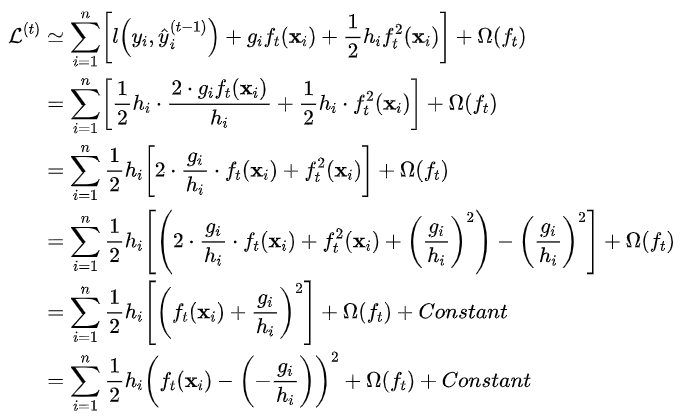 \mathcal{L}^{(t)} \simeq \sum_{i=1}^{n} \left[ l\left(y_i, \hat{y}_i^{(t-1)}\right) + g_i f_t(\mathbf{x}_i) + \frac{1}{2} h_i f_t^2(\mathbf{x}_i) \right] + \Omega(f_t)
= \sum_{i=1}^{n} \left[ \frac{1}{2} h_i \cdot \frac{2 \cdot g_i f_t(\mathbf{x}_i)}{h_i} + \frac{1}{2} h_i \cdot f_t^2(\mathbf{x}_i) \right] + \Omega(f_t)
= \sum_{i=1}^{n} \frac{1}{2} h_i \left[ 2 \cdot \frac{g_i}{h_i} \cdot f_t(\mathbf{x}_i) + f_t^2(\mathbf{x}_i) \right] + \Omega(f_t)
= \sum_{i=1}^{n} \frac{1}{2} h_i \left[ \left( 2 \cdot \frac{g_i}{h_i} \cdot f_t(\mathbf{x}_i) + f_t^2(\mathbf{x}_i) + \left( \frac{g_i}{h_i} \right)^2 \right) - \left( \frac{g_i}{h_i} \right)^2 \right] + \Omega(f_t)
= \sum_{i=1}^{n} \frac{1}{2} h_i \left[ \left( f_t(\mathbf{x}_i) + \frac{g_i}{h_i} \right)^2 \right] + \Omega(f_t) + Constant
= \sum_{i=1}^{n} \frac{1}{2} h_i \left( f_t(\mathbf{x}_i) - \left( -\frac{g_i}{h_i} \right) \right)^2 + \Omega(f_t) + Constant